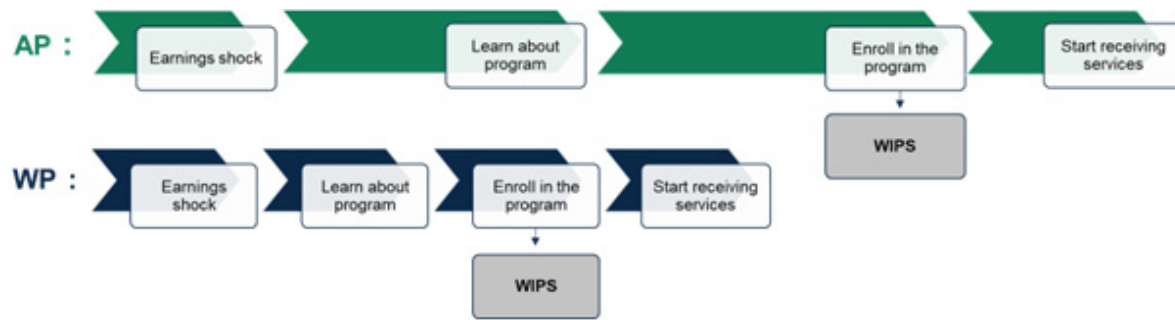 AP :
Earnings shock
Learn about
program
Enroll in the
program
Start receiving
services
WIPS
WP :
Earnings
shock
Learn about
program
Enroll in the
program
Start receiving
services
WIPS